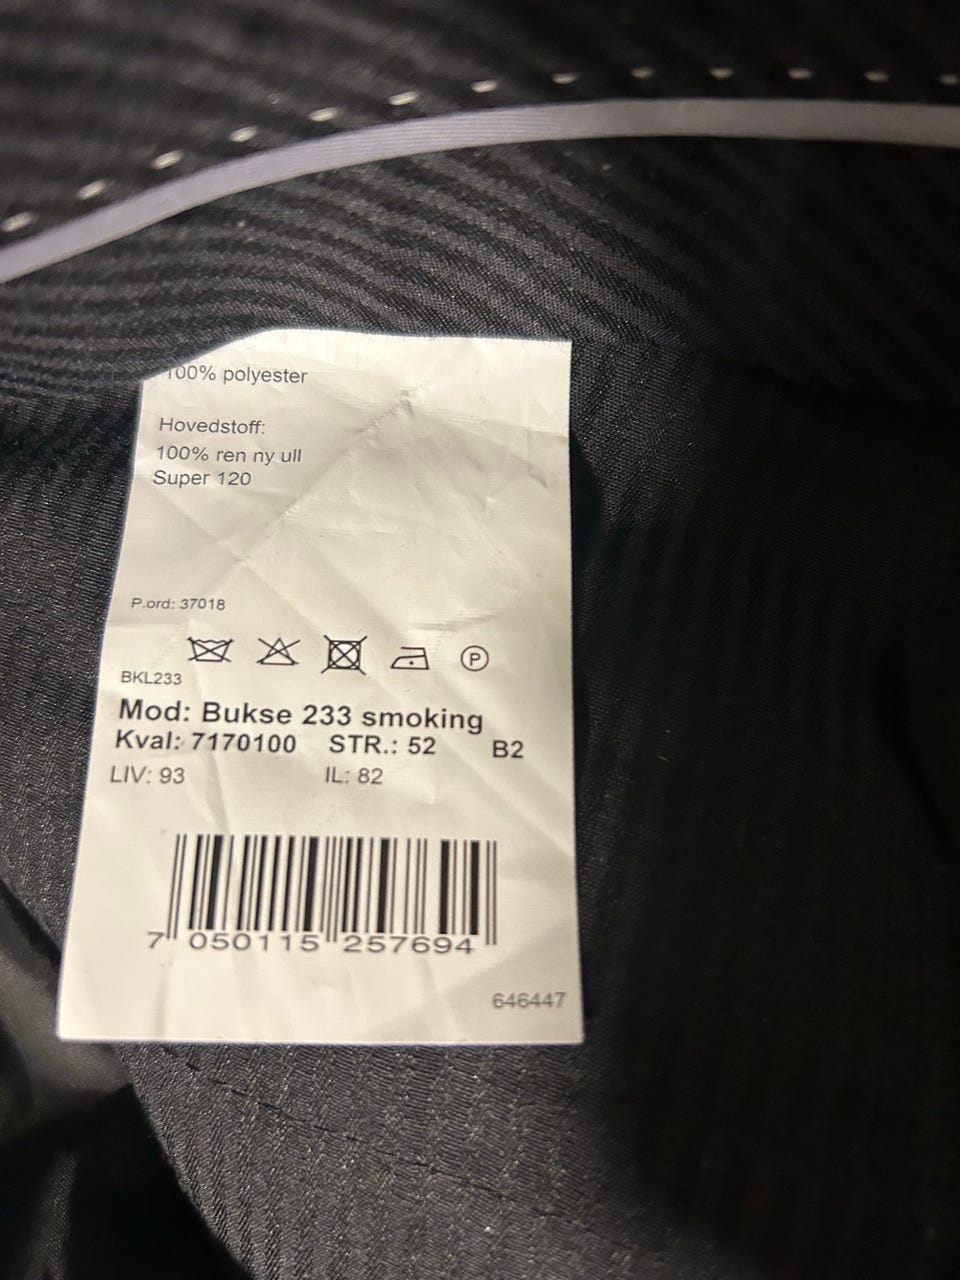 100% polyester
Hovedstoff:
100% ren ny ull
Super 120
P.ord: 37018
P
BKL233
Mod: Bukse 233 smoking
Kval: 7170100 STR.: 52 B2
LIV: 93 IL: 82
7 050115 257694
646447